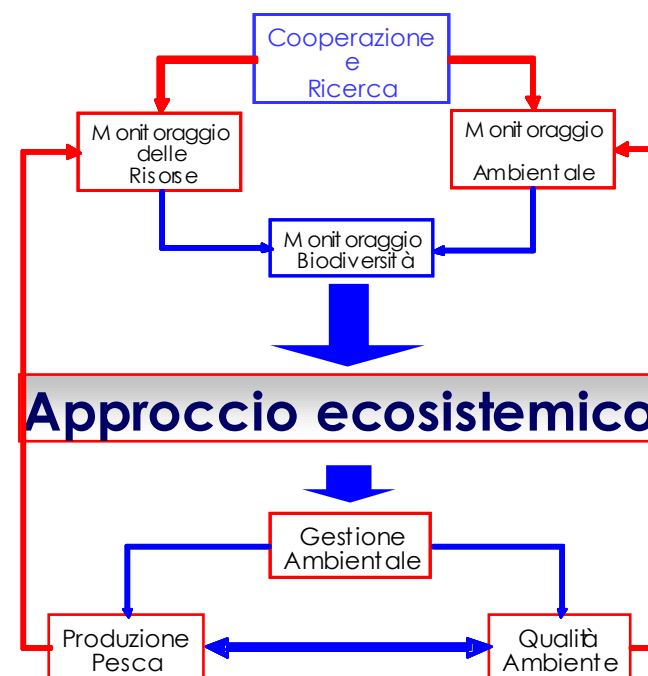 Cooperazione
e
Ricerca
Monitoraggio
delle
Risorse
Monitoraggio
Ambientale
Monitoraggio
Biodiversità
Approccio ecosistemico
Gestione
Ambientale
Produzione
Pesca
Qualità
Ambiente